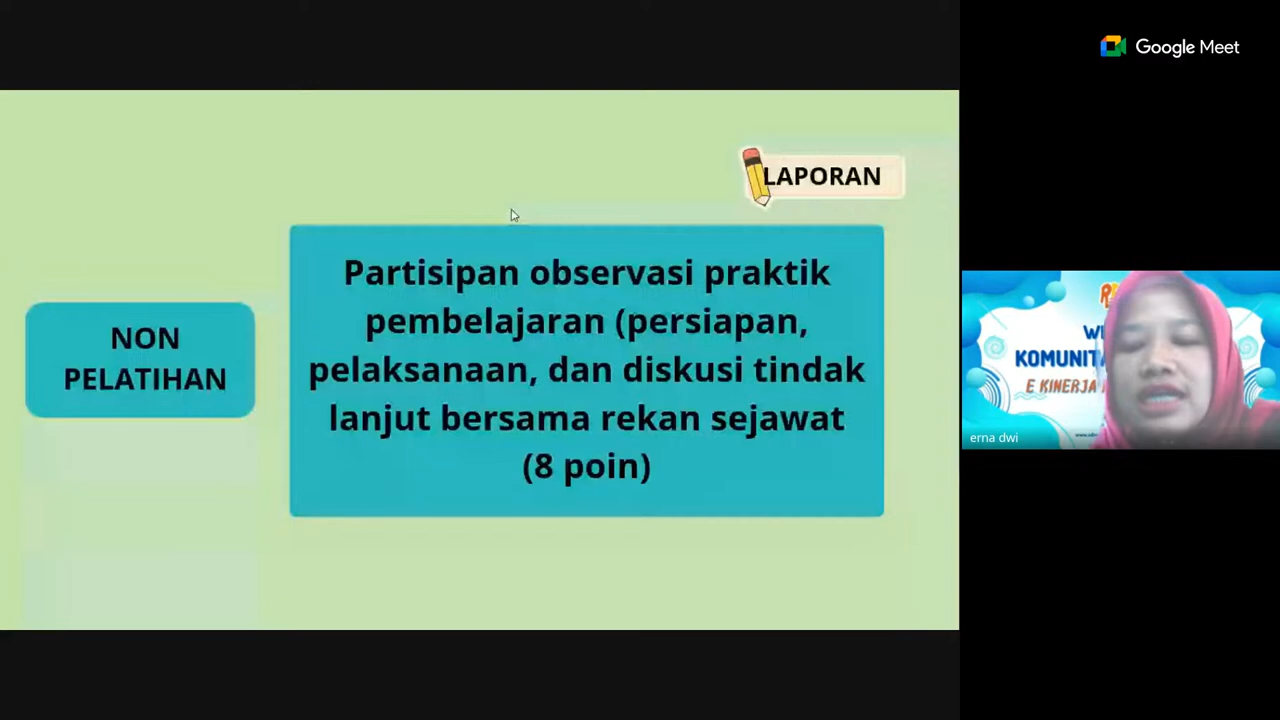 Google Meet
LAPORAN
Partisipan observasi praktik
pembelajaran (persiapan,
pelaksanaan, dan diskusi tindak
lanjut bersama rekan sejawat
(8 poin)
NON
PELATIHAN
KOMUNITA
E KINERJA
erna dwi